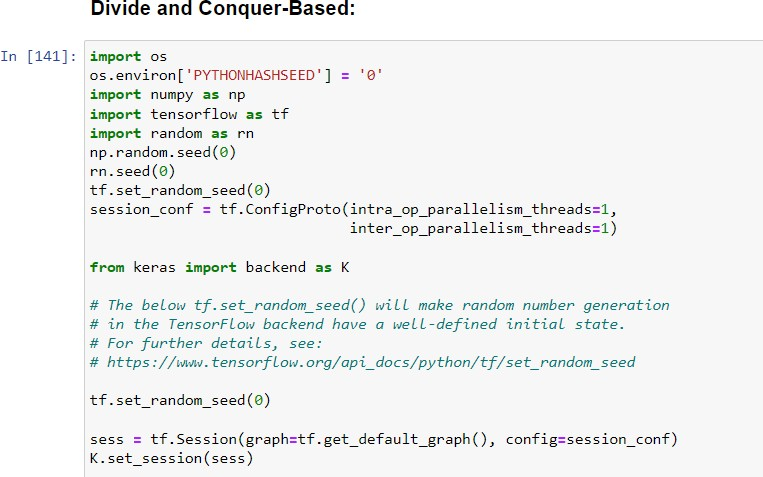 Divide and Conquer-Based:
In [141]: import os
os.environ['PYTHONHASHSEED'] = '0'
import numpy as np
import tensorflow as tf
import random as rn
np.random.seed(0)
rn.seed(0)
tf.set_random_seed(0)
session_conf = tf.ConfigProto(intra_op_parallelism_threads=1,
inter_op_parallelism_threads=1)
from keras import backend as K
# The below tf.set_random_seed() will make random number generation
# in the TensorFlow backend have a well-defined initial state.
# For further details, see:
# https://www.tensorflow.org/api_docs/python/tf/set_random_seed
tf.set_random_seed(0)
sess = tf.Session(graph=tf.get_default_graph(), config=session_conf)
K.set_session(sess)